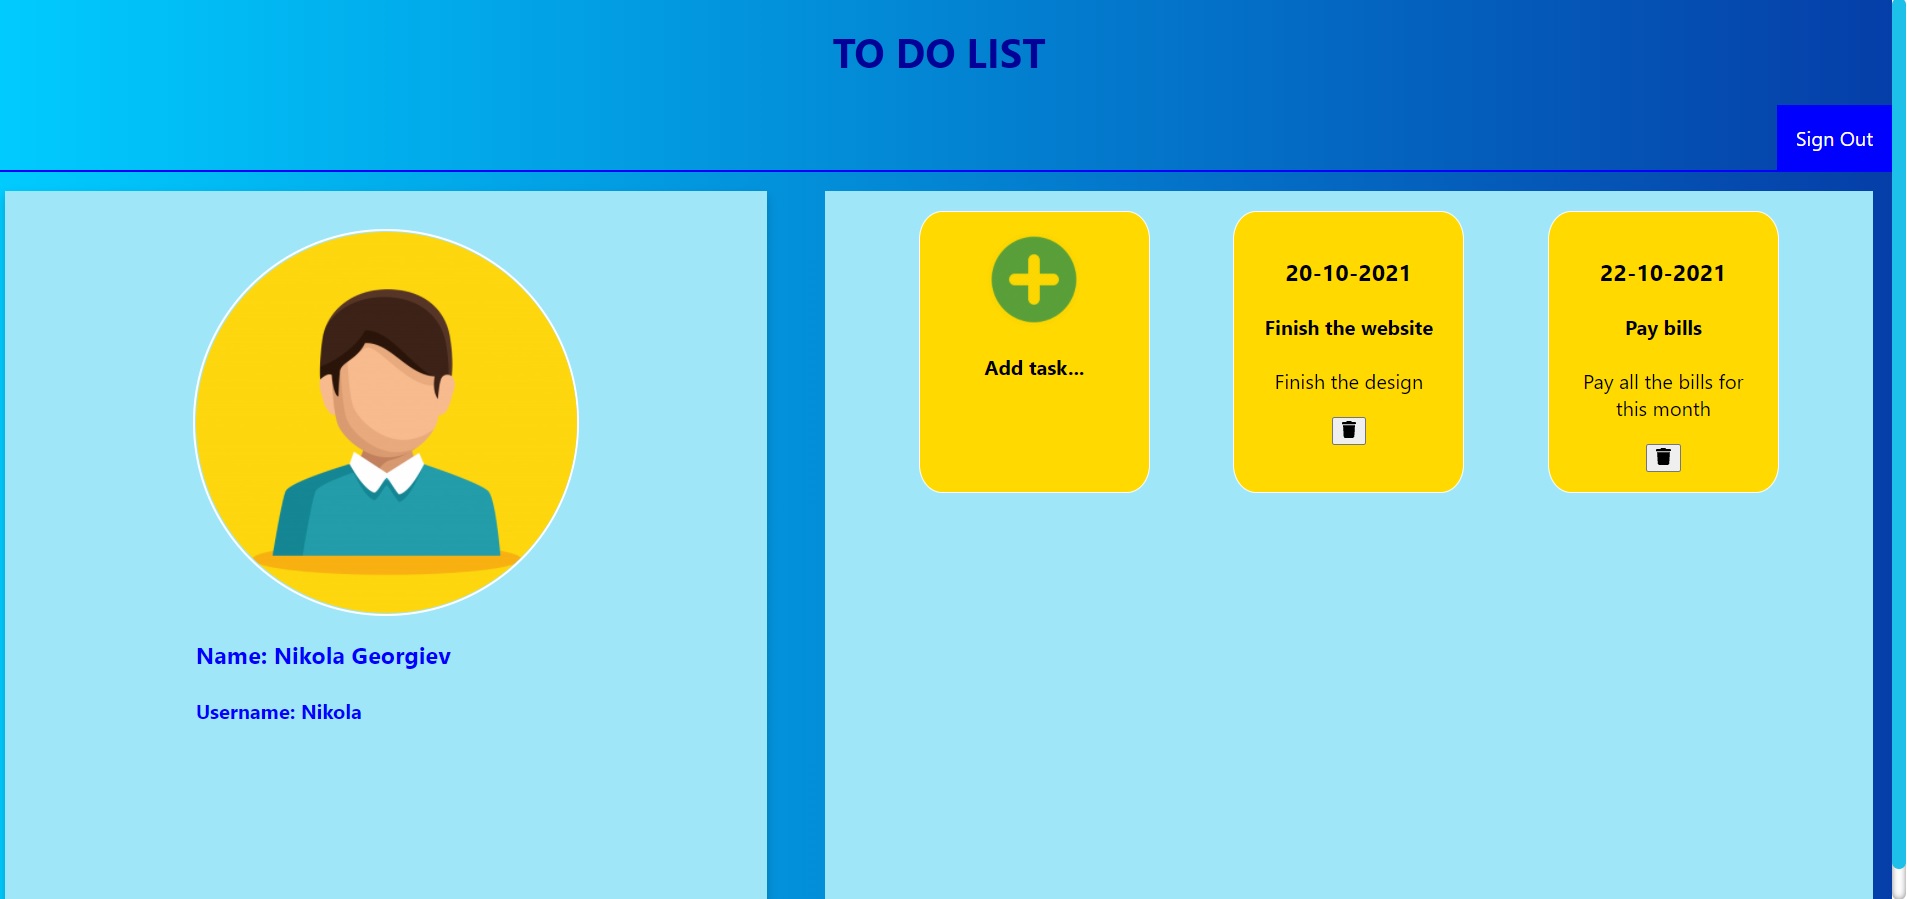 TO DO LIST
Sign Out
Name: Nikola Georgiev
Username: Nikola
Add task...
20-10-2021
Finish the website
Finish the design
22-10-2021
Pay bills
Pay all the bills for
this month